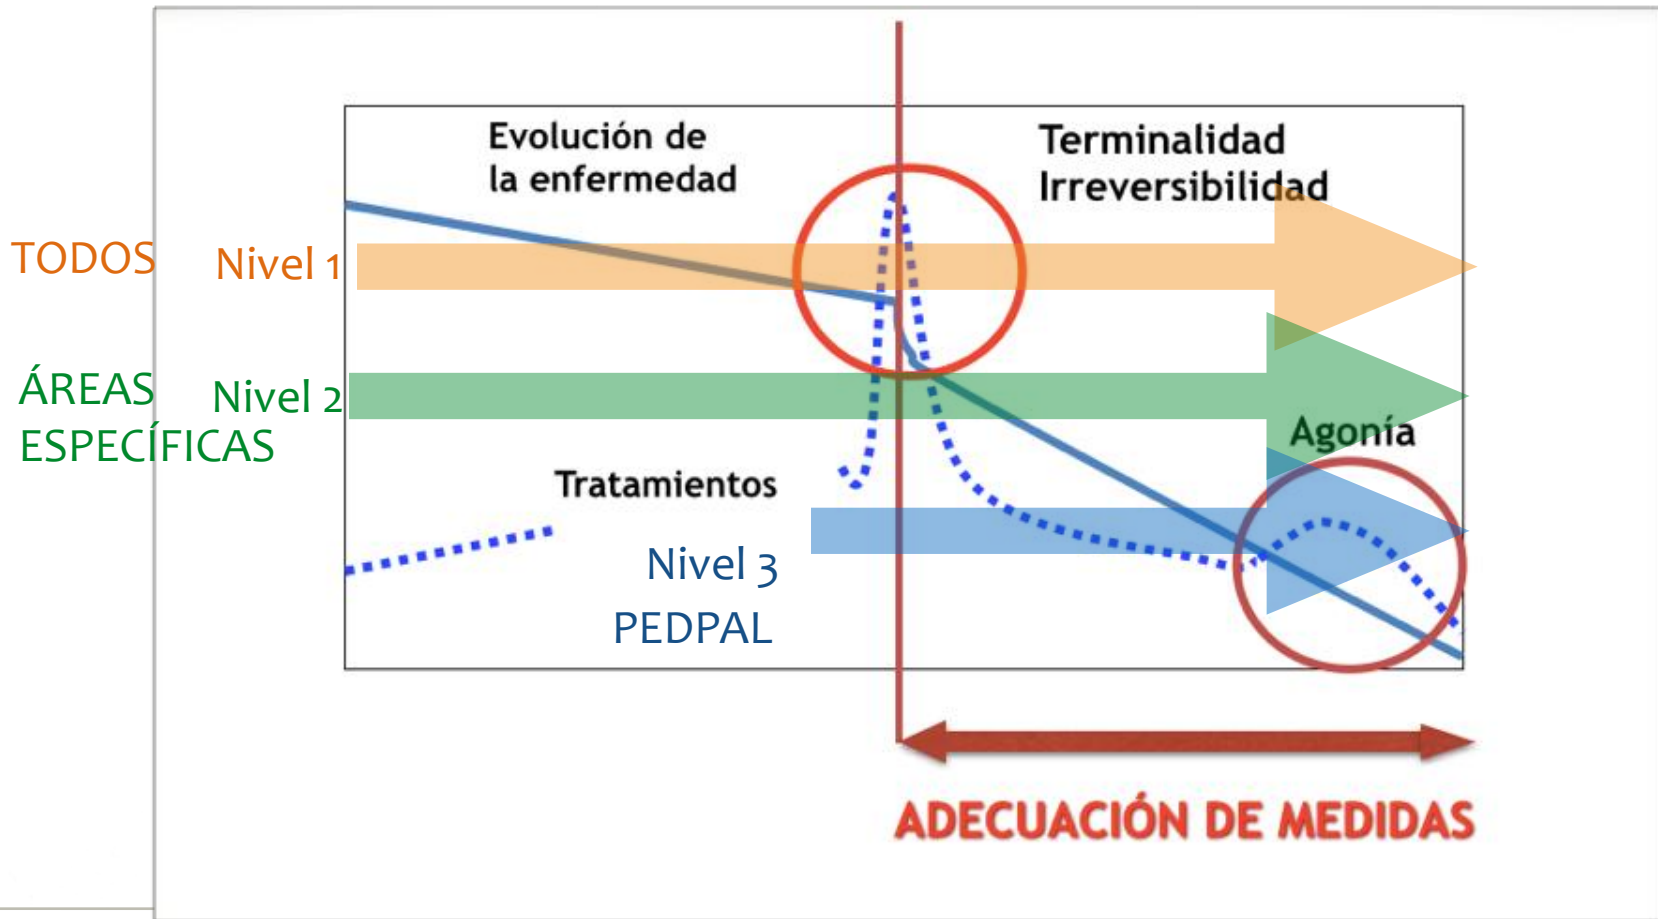 Evolución de
la enfermedad
Terminalidad
Irreversibilidad
TODOS
Nivel 1
ÁREAS
ESPECÍFICAS
Nivel 2
Agonía
Tratamientos
Nivel 3
PEDPAL
ADECUACIÓN DE MEDIDAS